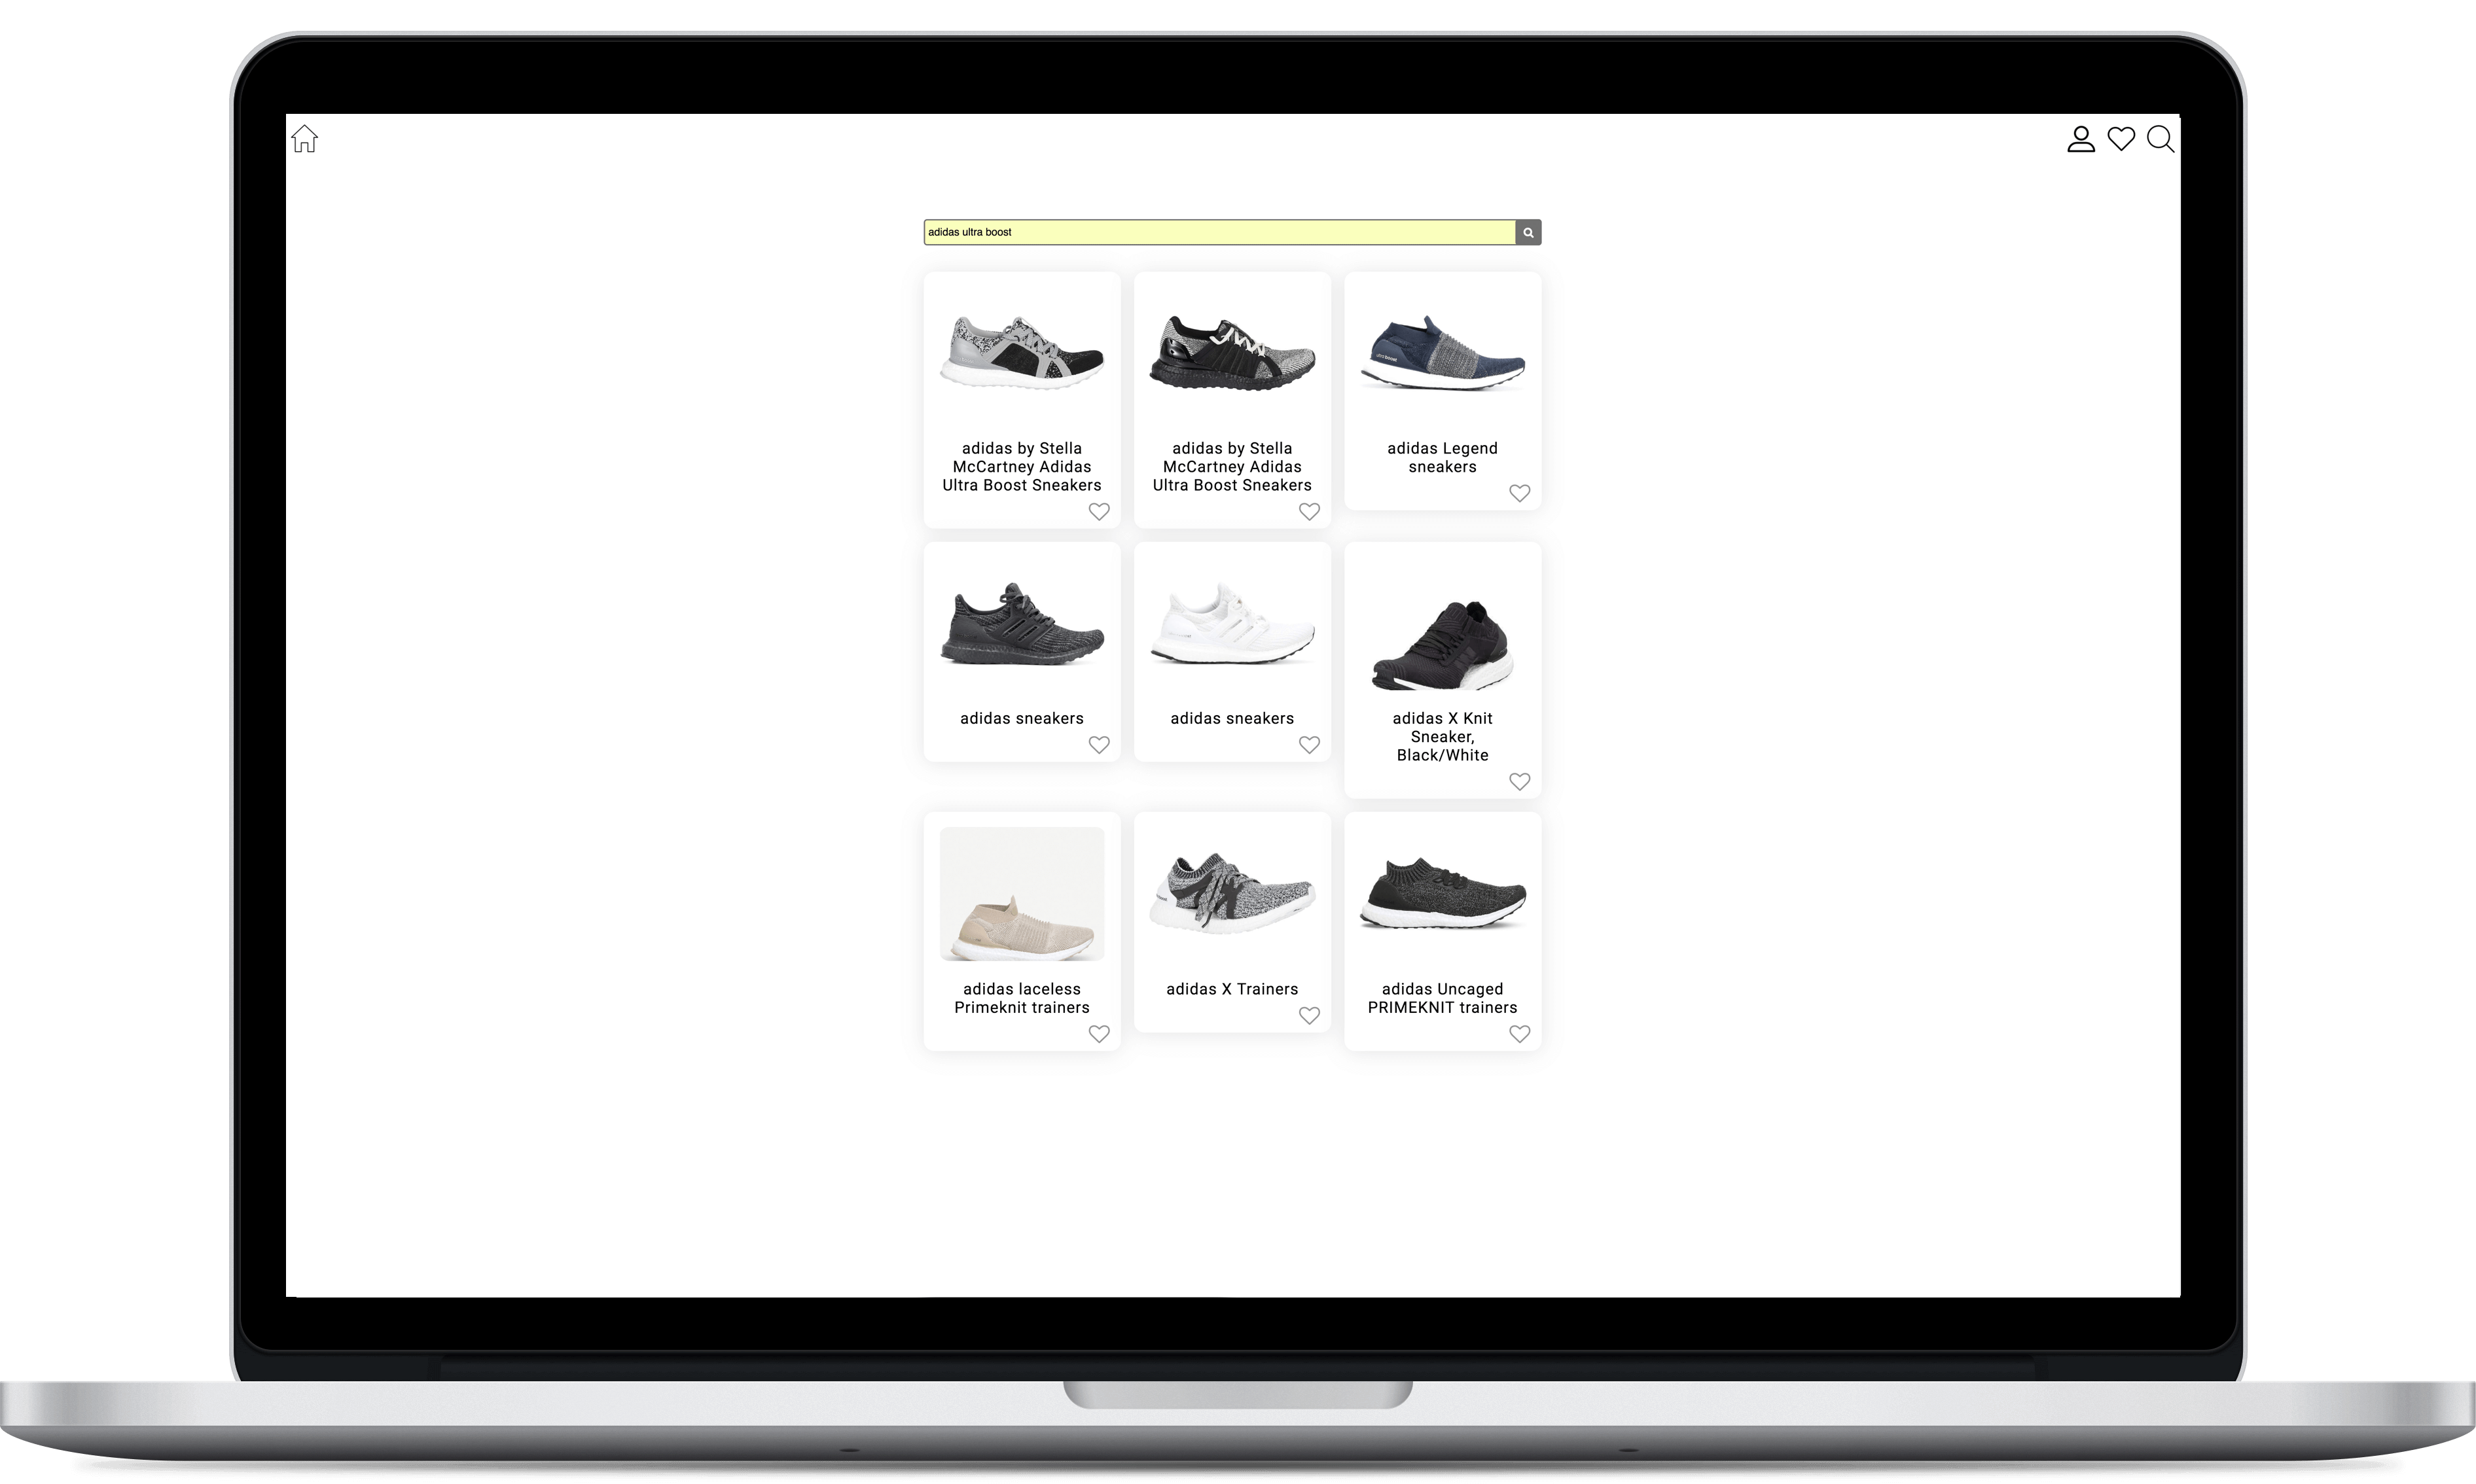 adidas ultra boost
adidas by Stella
McCartney Adidas
Ultra Boost Sneakers
adidas by Stella
McCartney Adidas
Ultra Boost Sneakers
ultra boost
adidas Legend
sneakers
adidas sneakers
adidas sneakers
adidas X Knit
Sneaker,
Black/White
adidas laceless
Primeknit trainers
adidas X Trainers
adidas Uncaged
PRIMEKNIT trainers